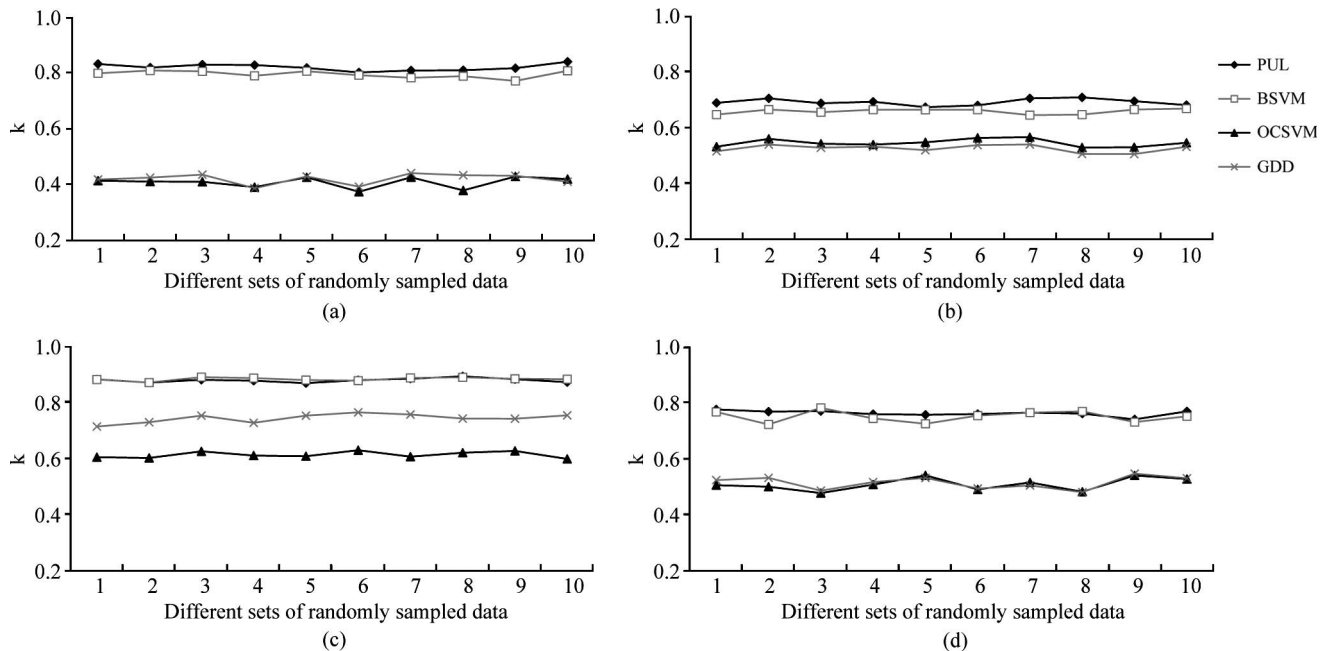 1.0
0.8
0.6
0.4
0.2
k
1 2 3 4 5 6 7 8 9 10
Different sets of randomly sampled data
(a)
1.0
0.8
0.6
0.4
0.2
k
1 2 3 4 5 6 7 8 9 10
Different sets of randomly sampled data
(b)
PUL
BSVM
OCSVM
GDD
1.0
0.8
0.6
0.4
0.2
k
1 2 3 4 5 6 7 8 9 10
Different sets of randomly sampled data
(c)
1.0
0.8
0.6
0.4
0.2
k
1 2 3 4 5 6 7 8 9 10
Different sets of randomly sampled data
(d)